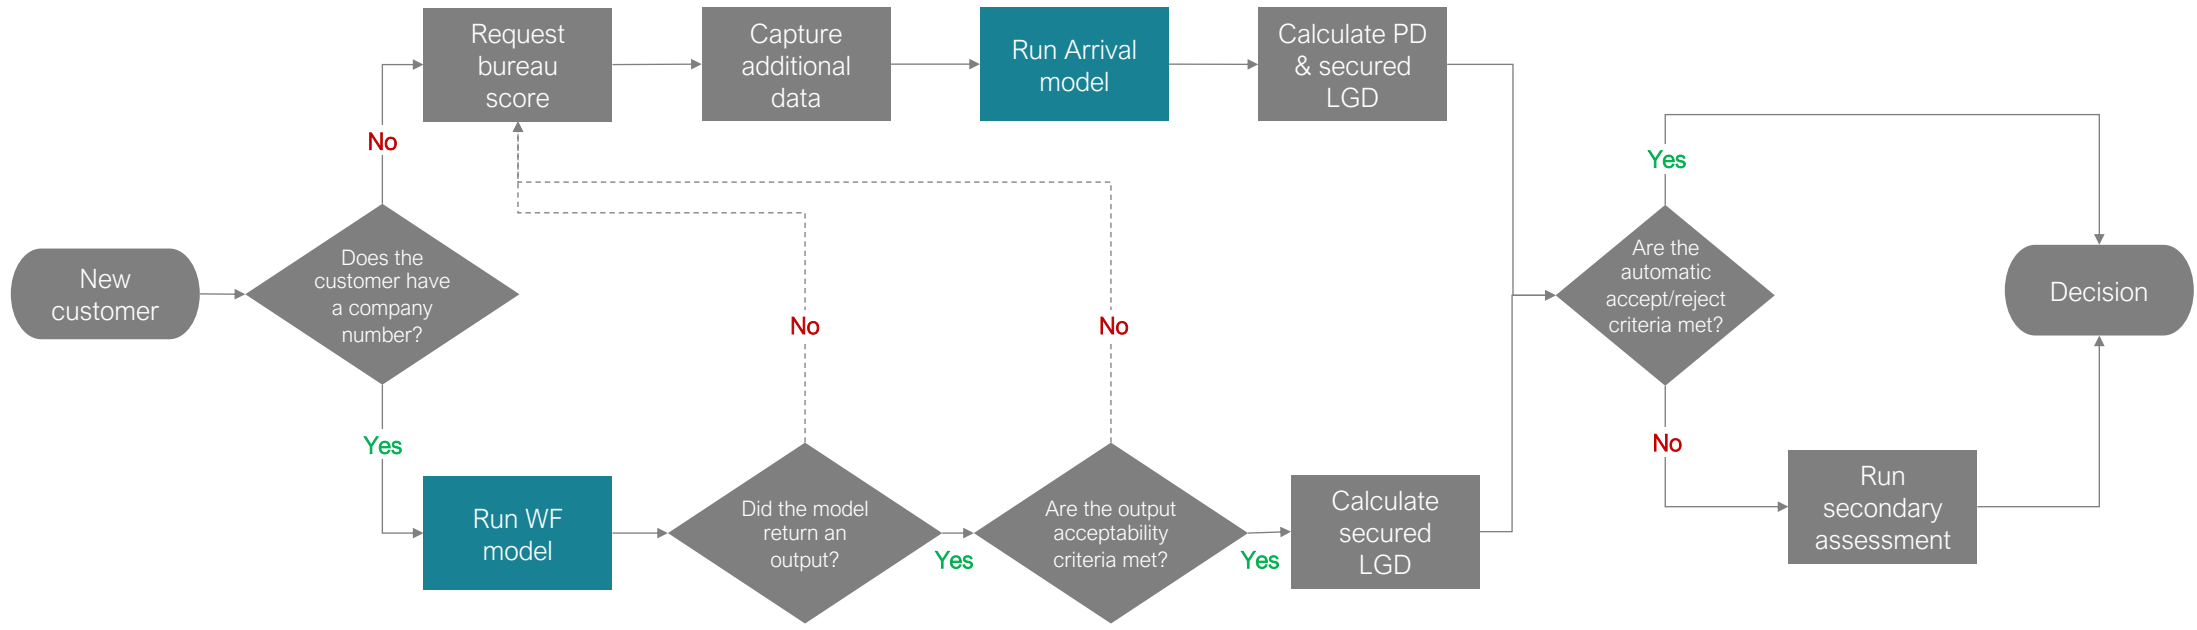 Request
bureau
score
Capture
additional
data
Run Arrival
model
Calculate PD
& secured
LGD
No
Yes
New
customer
Does the
customer have
a company
number?
Are the
automatic
accept/reject
criteria met?
Decision
No
No
Yes
No
Run WF
model
Did the model
return an
output?
Yes
Are the output
acceptability
criteria met?
Yes
Calculate
secured
LGD
Run
secondary
assessment